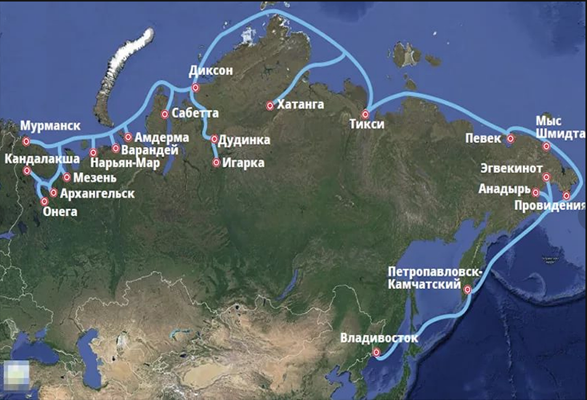 Диксон
Сабетта
Хатанга
Тикси
Мурманск
Амдерма
Варандей
Нарьян-Мар
Дудинка
Игарка
Кандалакша
Мезень
Архангельск
Онега
Певек
Мыс
Шмидта
Эгвекинот
Анадырь
Провидения
Петропавловск-
Камчатский
Владивосток